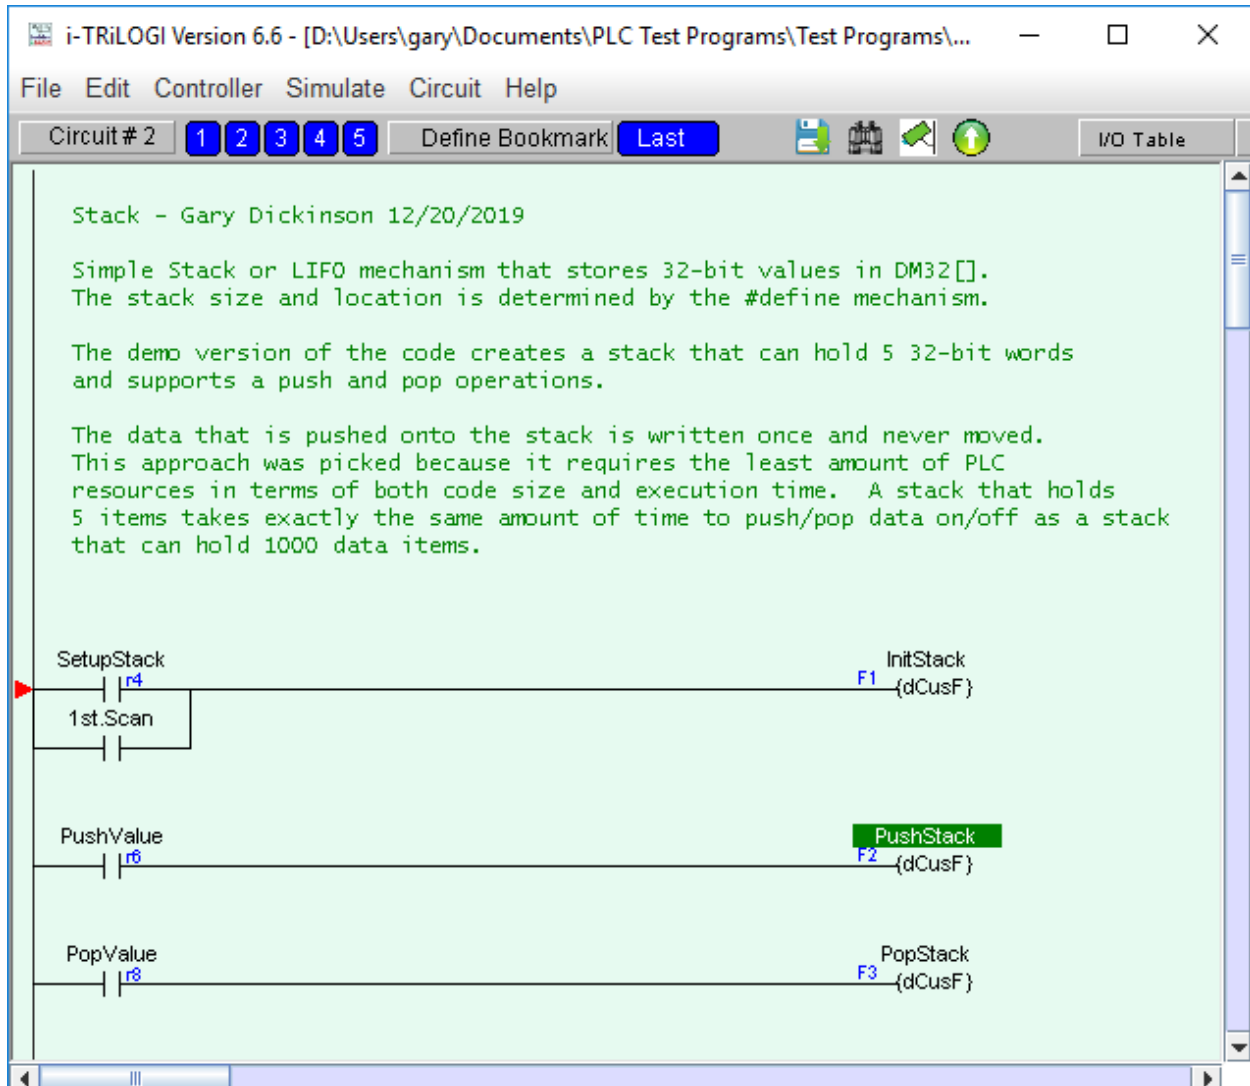 i-TRiLOGI Version 6.6 - [D:\Users\gary\Documents\PLC Test Programs\Test Programs\...
File Edit Controller Simulate Circuit Help
Circuit # 2 1 2 3 4 5 Define Bookmark Last I/O Table
Stack - Gary Dickinson 12/20/2019
Simple Stack or LIFO mechanism that stores 32-bit values in DM32[].
The stack size and location is determined by the #define mechanism.
The demo version of the code creates a stack that can hold 5 32-bit words
and supports a push and pop operations.
The data that is pushed onto the stack is written once and never moved.
This approach was picked because it requires the least amount of PLC
resources in terms of both code size and execution time. A stack that holds
5 items takes exactly the same amount of time to push/pop data on/off as a stack
that can hold 1000 data items.
SetupStack InitStack
r4 F1 {dCusF}
1st.Scan
PushValue PushStack
r6 F2 {dCusF}
PopValue PopStack
r8 F3 {dCusF}